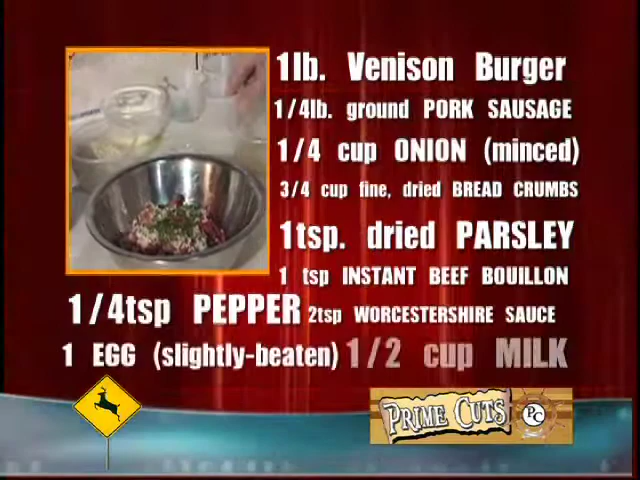 1lb. Venison Burger
1/4lb. ground PORK SAUSAGE
1/4 cup ONION (minced)
3/4 cup fine, dried BREAD CRUMBS
1tsp. dried PARSLEY
1 tsp INSTANT BEEF BOUILLON
1/4tsp PEPPER 2tsp WORCESTERSHIRE SAUCE
1 EGG (slightly-beaten) 1/2 cup MILK
PRIME CUTS PC